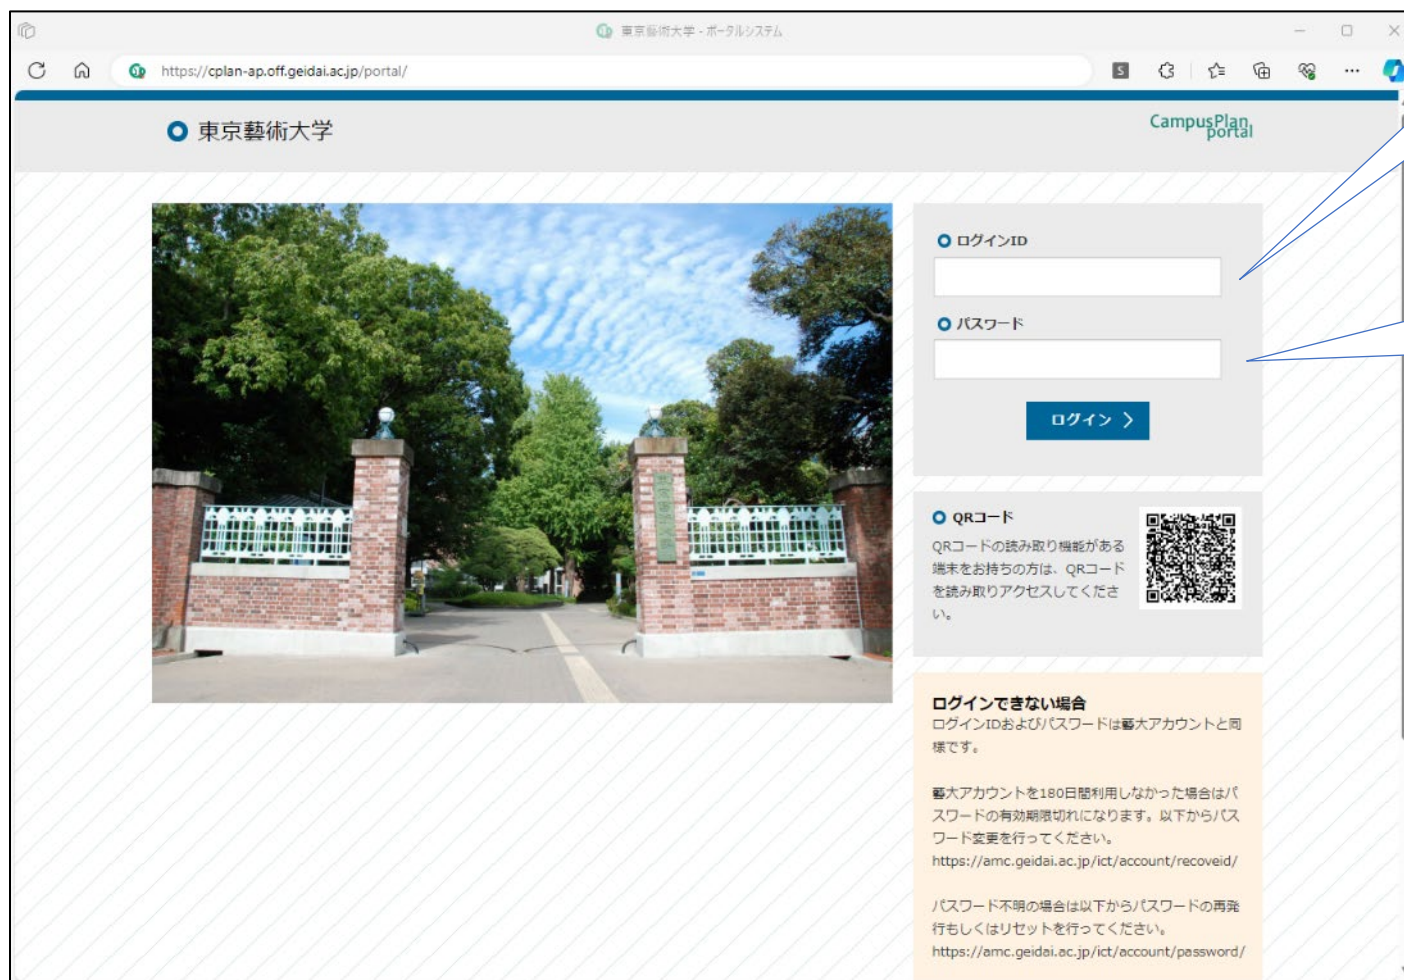 東京藝術大学 - ポータルシステム
https://cplan-ap.off.geidai.ac.jp/portal/
東京藝術大学
CampusPlan
portal
ログインID
パスワード
ログイン
QRコード
QRコードの読み取り機能がある
端末をお持ちの方は、QRコード
を読み取りアクセスしてくださ
い。
ログインできない場合
ログインIDおよびパスワードは藝大アカウントと同
様です。
藝大アカウントを180日間利用しなかった場合はパ
スワードの有効期限切れになります。以下からパス
ワード変更を行ってください。
https://amc.geidai.ac.jp/ict/account/recoveid/
パスワード不明の場合は以下からパスワードの再発
行もしくはリセットを行ってください。
https://amc.geidai.ac.jp/ict/account/password/